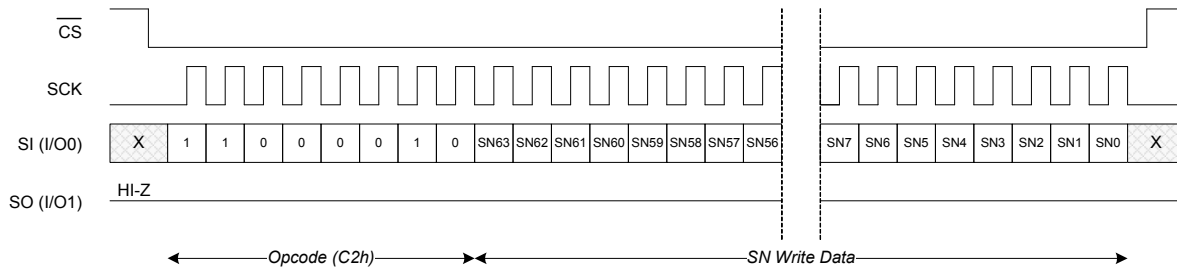 CS
SCK
SI (I/O0) X 1 1 0 0 0 0 1 0 SN63 SN62 SN61 SN60 SN59 SN58 SN57 SN56 SN7 SN6 SN5 SN4 SN3 SN2 SN1 SN0 X
HI-Z
SO (I/O1)
Opcode (C2h) SN Write Data